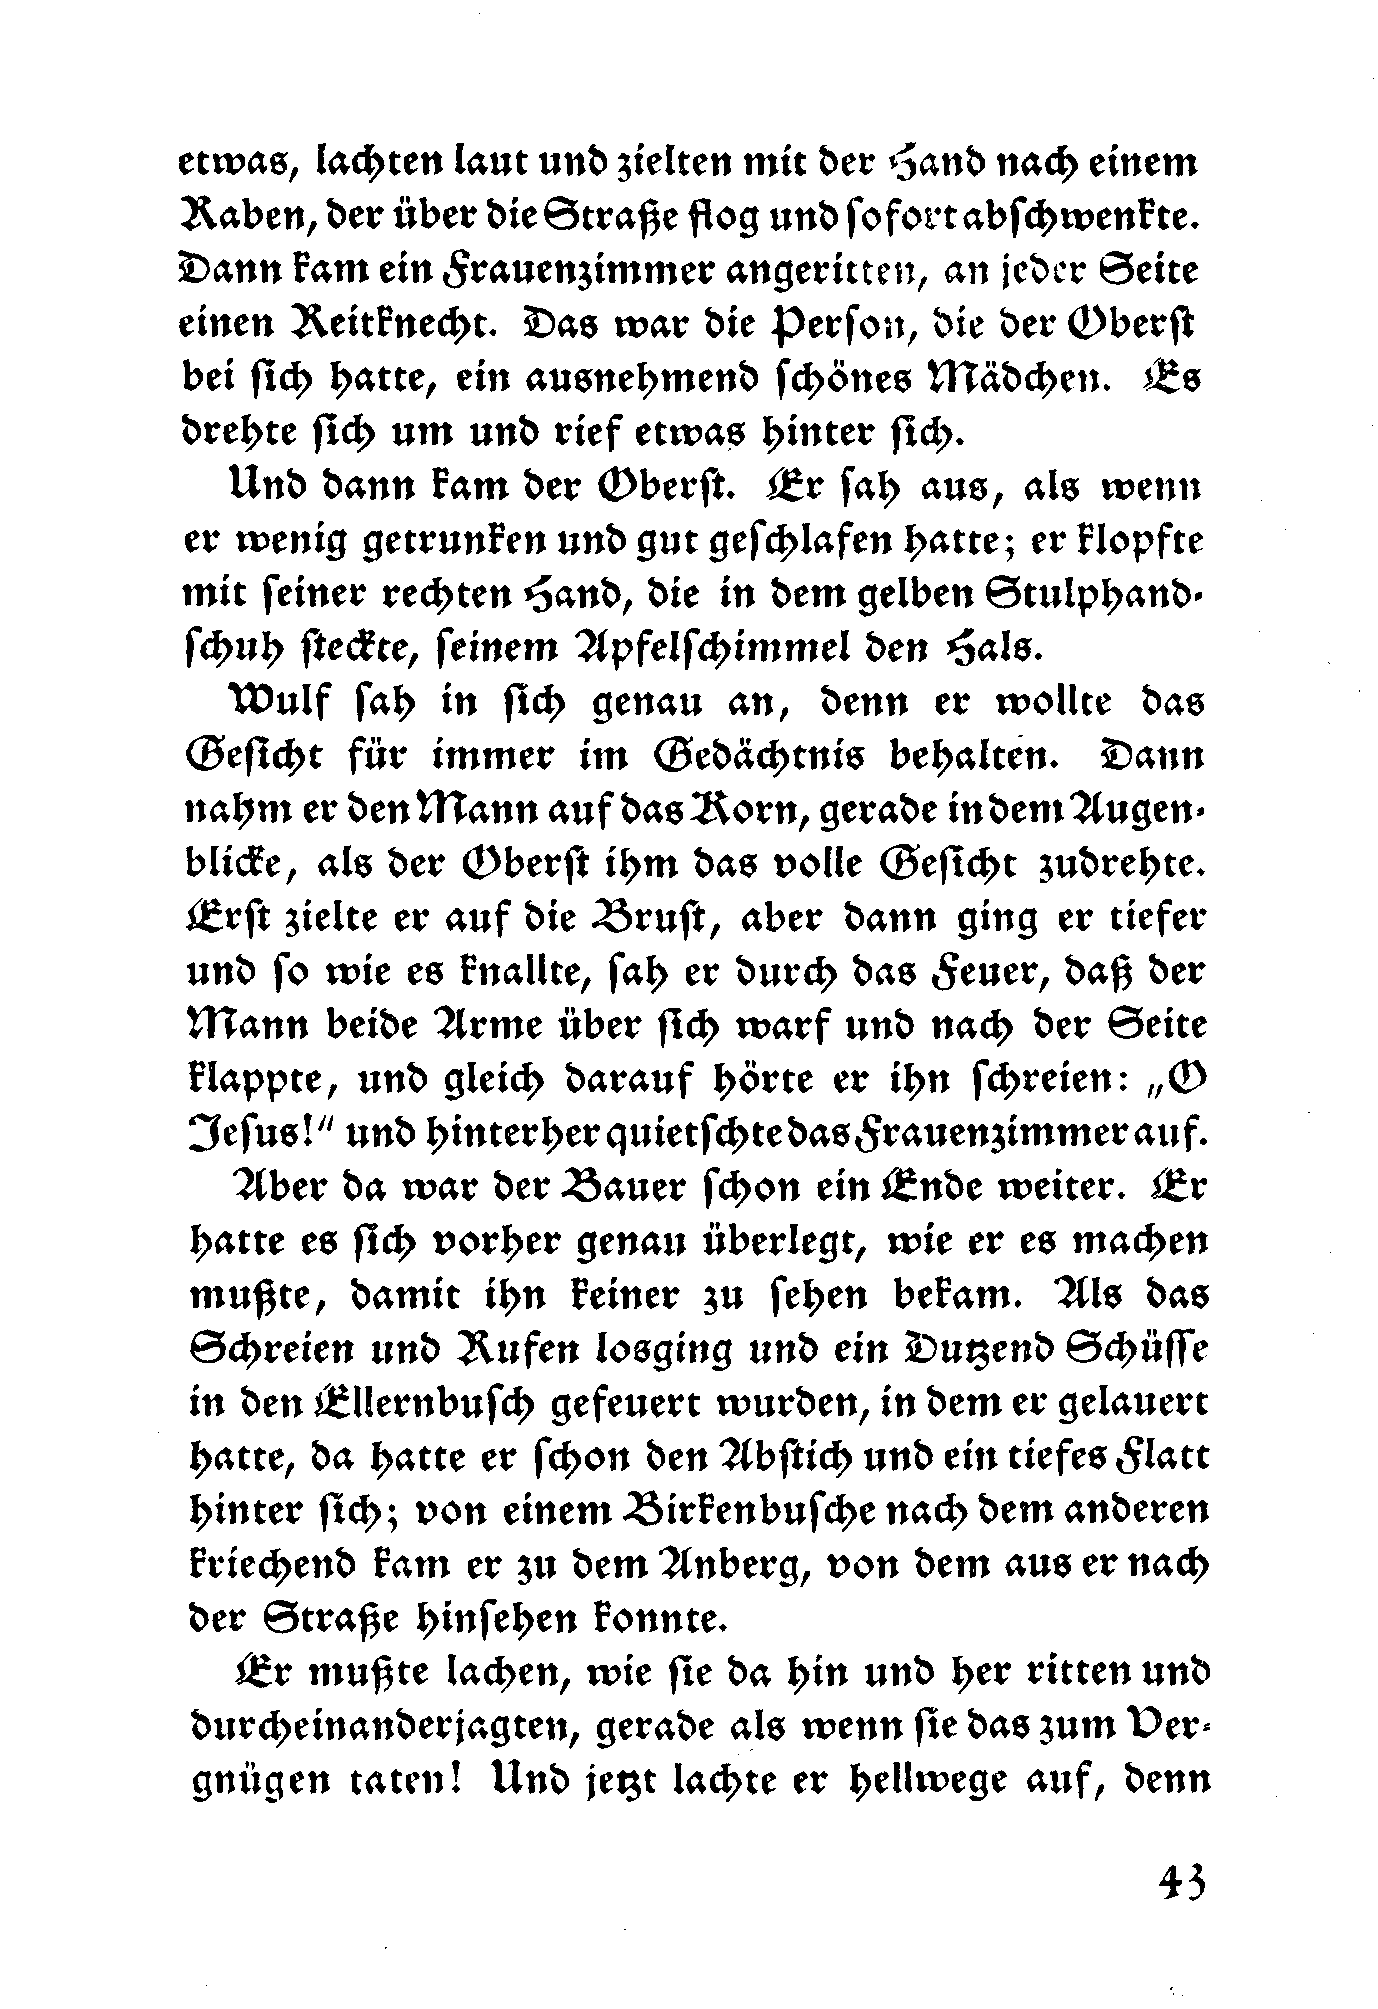 etwas, lachten laut und zielten mit der Hand nach einem
Raben, der über die Straße flog und sofort abschwenkte.
Dann kam ein Frauenzimmer angeritten, an jeder Seite
einen Reitknecht. Das war die Person, die der Oberst
bei sich hatte, ein ausnehmend schönes Mädchen. Es
drehte sich um und rief etwas hinter sich.
Und dann kam der Oberst. Er sah aus, als wenn
er wenig getrunken und gut geschlafen hatte; er klopfte
mit seiner rechten Hand, die in dem gelben Stulphand-
schuh steckte, seinem Apfelschimmel den Hals.
Wulf sah in sich genau an, denn er wollte das
Gesicht für immer im Gedächtnis behalten. Dann
nahm er den Mann auf das Korn, gerade in dem Augen-
blicke, als der Oberst ihm das volle Gesicht zudrehte.
Erst zielte er auf die Brust, aber dann ging er tiefer
und so wie es knallte, sah er durch das Feuer, daß der
Mann beide Arme über sich warf und nach der Seite
klappte, und gleich darauf hörte er ihn schreien: „O
Jesus!“ und hinterher quietschte das Frauenzimmer auf.
Aber da war der Bauer schon ein Ende weiter. Er
hatte es sich vorher genau überlegt, wie er es machen
mußte, damit ihn keiner zu sehen bekam. Als das
Schreien und Rufen losging und ein Dutzend Schüsse
in den Ellernbusch gefeuert wurden, in dem er gelauert
hatte, da hatte er schon den Abstich und ein tiefes Flatt
hinter sich; von einem Birkenbusche nach dem anderen
kriechend kam er zu dem Anberg, von dem aus er nach
der Straße hinsehen konnte.
Er mußte lachen, wie sie da hin und her ritten und
durcheinanderjagten, gerade als wenn sie das zum Ver-
gnügen taten! Und jetzt lachte er hellwege auf, denn
43